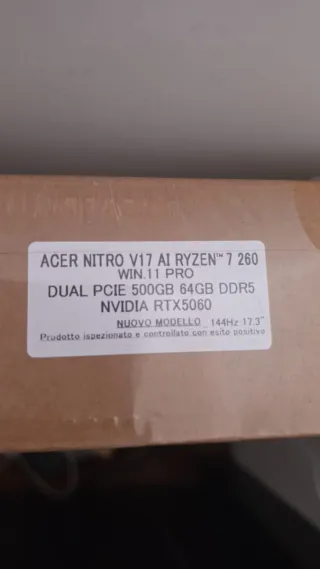 ACER NITRO V17 AI RYZEN™ 7 260
WIN.11 PRO
DUAL PCIE 500GB 64GB DDR5
NVIDIA RTX5060
NUOVO MODELLO 144Hz 17.3"
Prodotto ispezionato e controllato con esito positivo